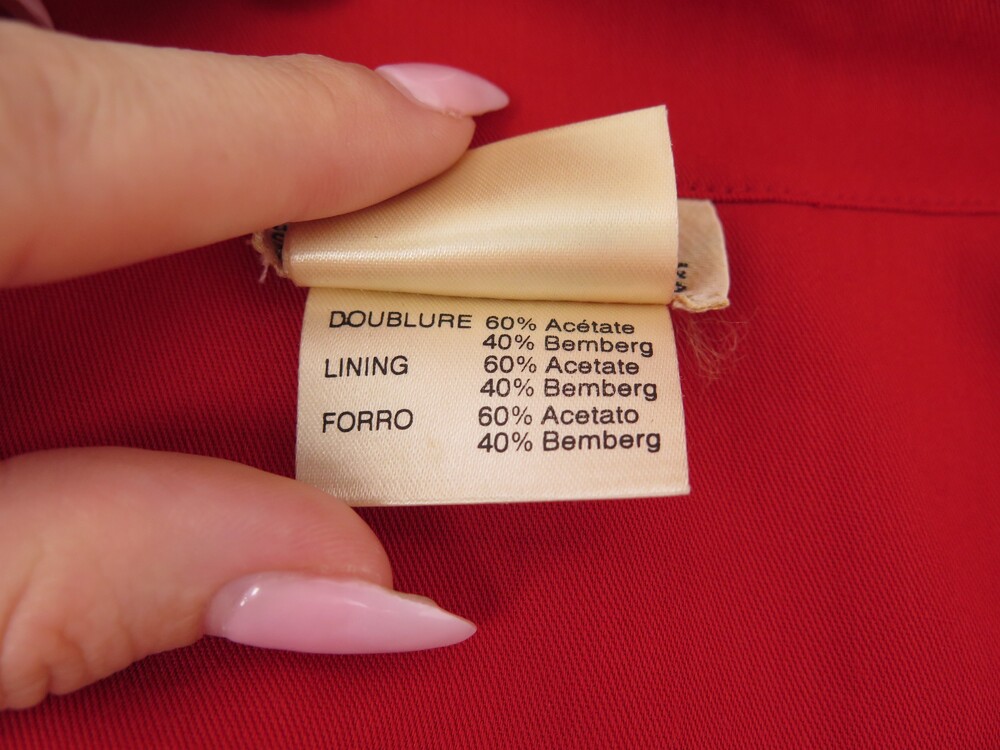 DOUBLURE 60% Acétate
40% Bemberg
LINING 60% Acetate
40% Bemberg
FORRO 60% Acetato
40% Bemberg